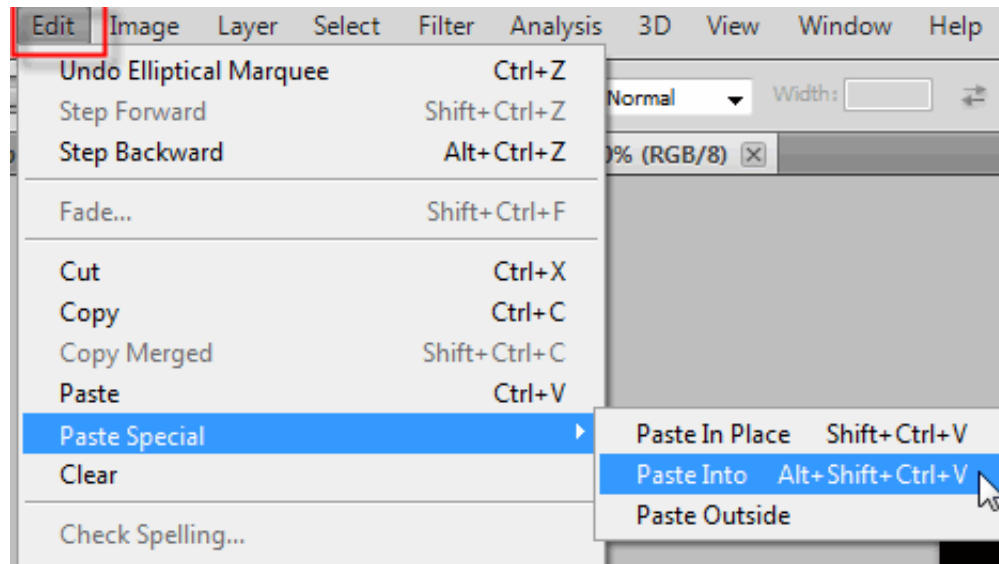 Edit Image Layer Select Filter Analysis 3D View Window Help
Undo Elliptical Marquee Ctrl+Z
Step Forward Shift+Ctrl+Z
Step Backward Alt+Ctrl+Z
Normal Width:
0% (RGB/8)
Fade... Shift+Ctrl+F
Cut Ctrl+X
Copy Ctrl+C
Copy Merged Shift+Ctrl+C
Paste Ctrl+V
Paste Special
Paste In Place Shift+Ctrl+V
Paste Into Alt+Shift+Ctrl+V
Paste Outside
Clear
Check Spelling...